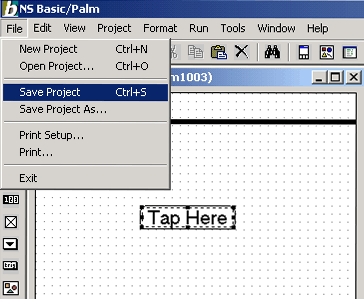 NS Basic/Palm
File Edit View Project Format Run Tools Window Help
New Project Ctrl+N
Open Project... Ctrl+O
m1003)
Save Project Ctrl+S
Save Project As...
Print Setup...
Print...
Exit
Tap Here